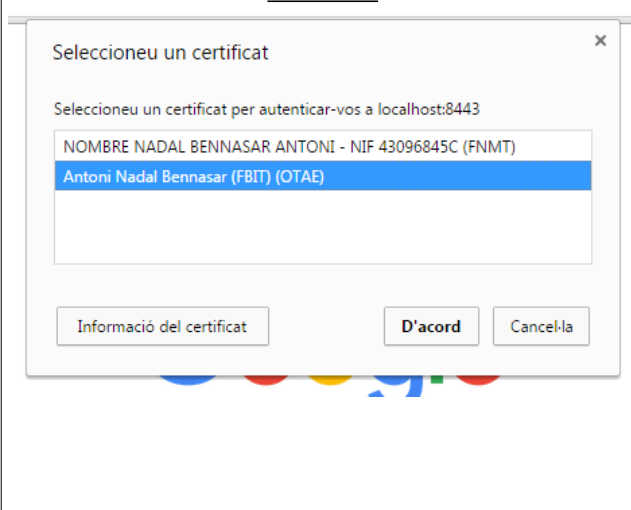 Seleccioneu un certificat
Seleccioneu un certificat per autenticar-vos a localhost:8443
NOMBRE NADAL BENNASAR ANTONI - NIF 43096845C (FNMT)
Antoni Nadal Bennasar (FBIT) (OTAE)
Informació del certificat
D'acord
Cancel·la